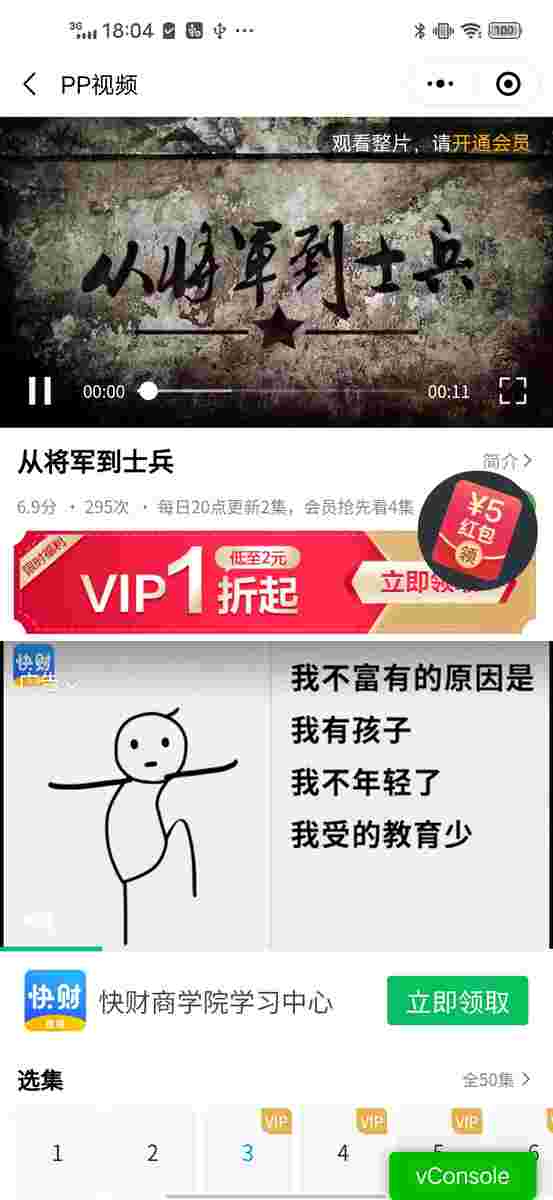 3G 18:04 100
PP视频
观看整片，请开通会员
从将军到士兵
00:00
00:11
从将军到士兵
简介
6.9分 · 295次 · 每日20点更新2集，会员抢先看4集
¥5
红包
领
限时福利
VIP1折起
低至2元
立即领
快财
我不富有的原因是
我有孩子
我不年轻了
我受的教育少
快财
快财商学院学习中心
立即领取
选集
全50集
VIP VIP VIP
1 2 3 4 5 6
vConsole